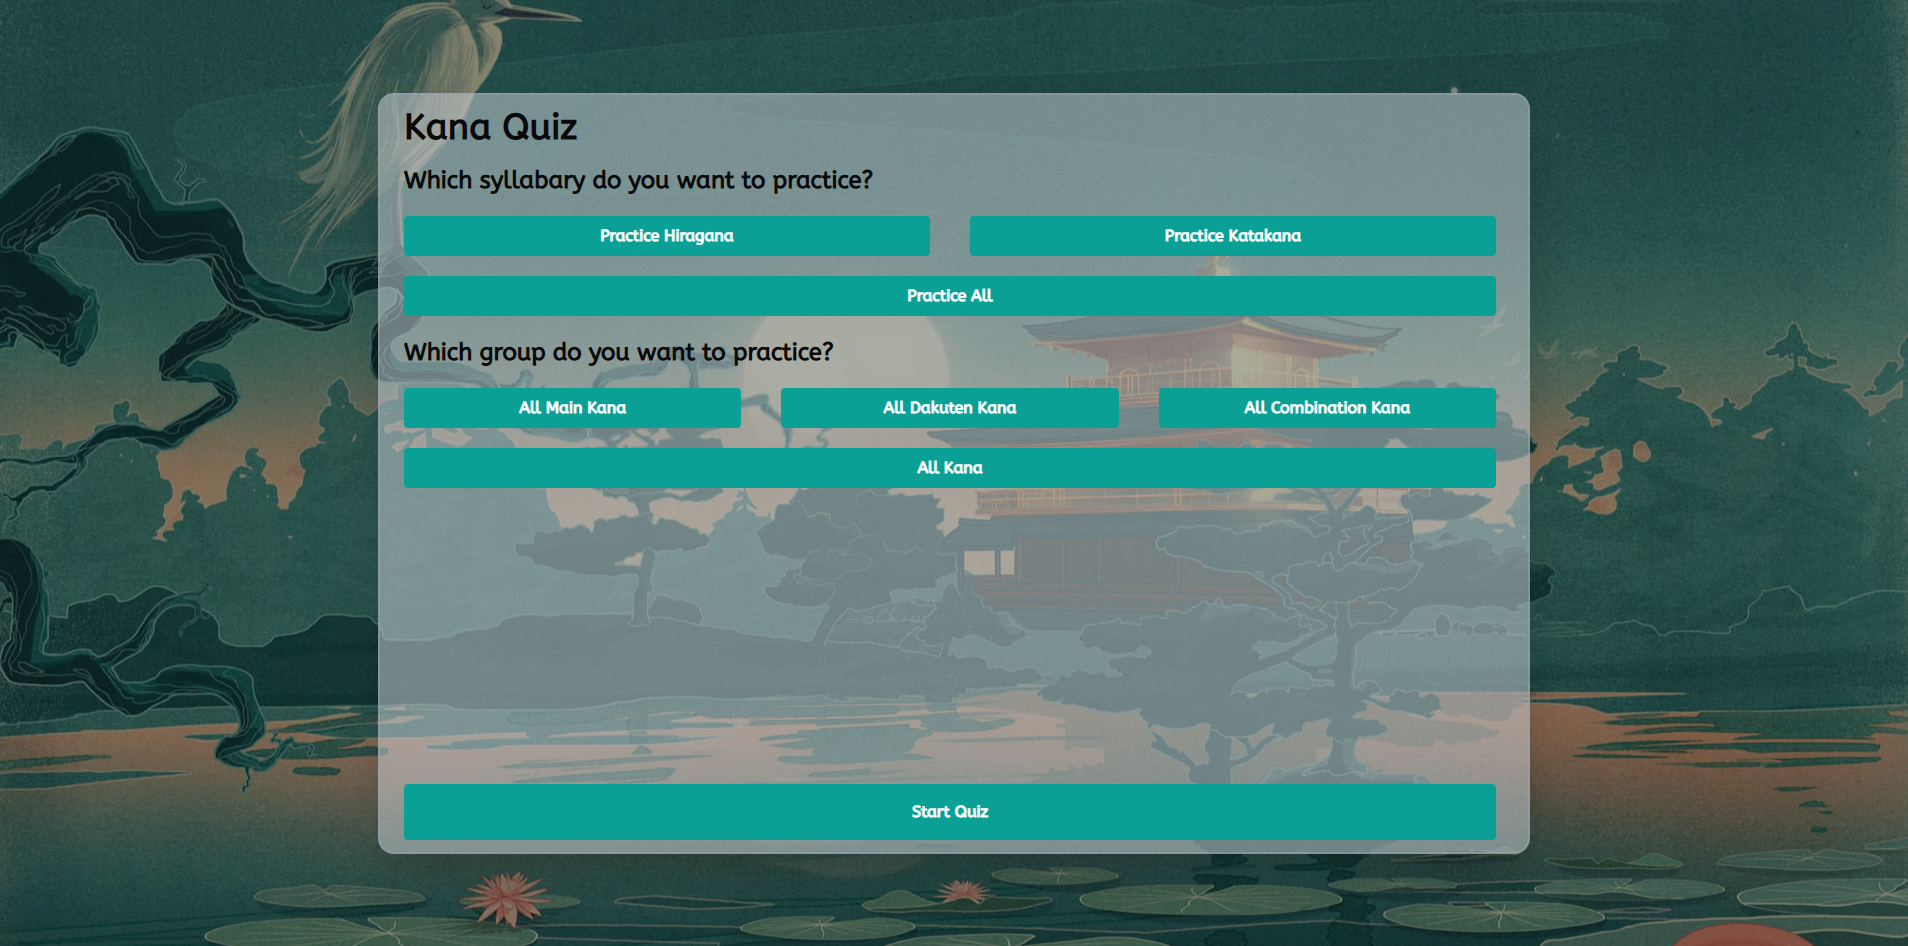 Kana Quiz
Which syllabary do you want to practice?
Practice Hiragana
Practice Katakana
Practice All
Which group do you want to practice?
All Main Kana
All Dakuten Kana
All Combination Kana
All Kana
Start Quiz